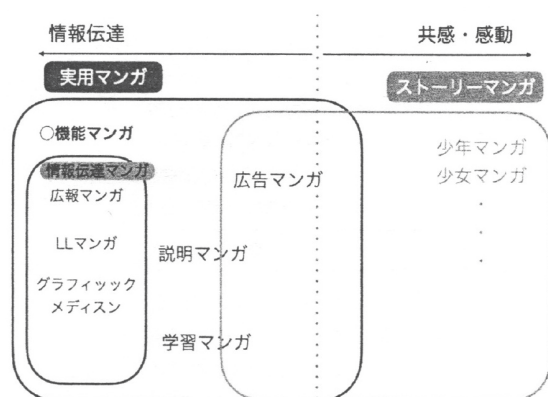 情報伝達
共感・感動
実用マンガ
ストーリーマンガ
○機能マンガ
情報伝達マンガ
広報マンガ
LLマンガ
グラフィッック
メディスン
広告マンガ
説明マンガ
学習マンガ
少年マンガ
少女マンガ
・
・
・